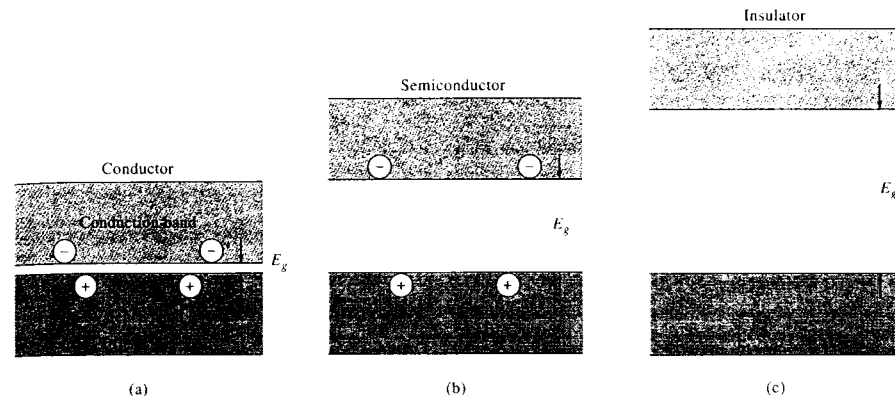 Conductor
Conduction band
−
−
E_g
+
+
(a)
Semiconductor
−
−
E_g
+
+
(b)
Insulator
E_g
(c)